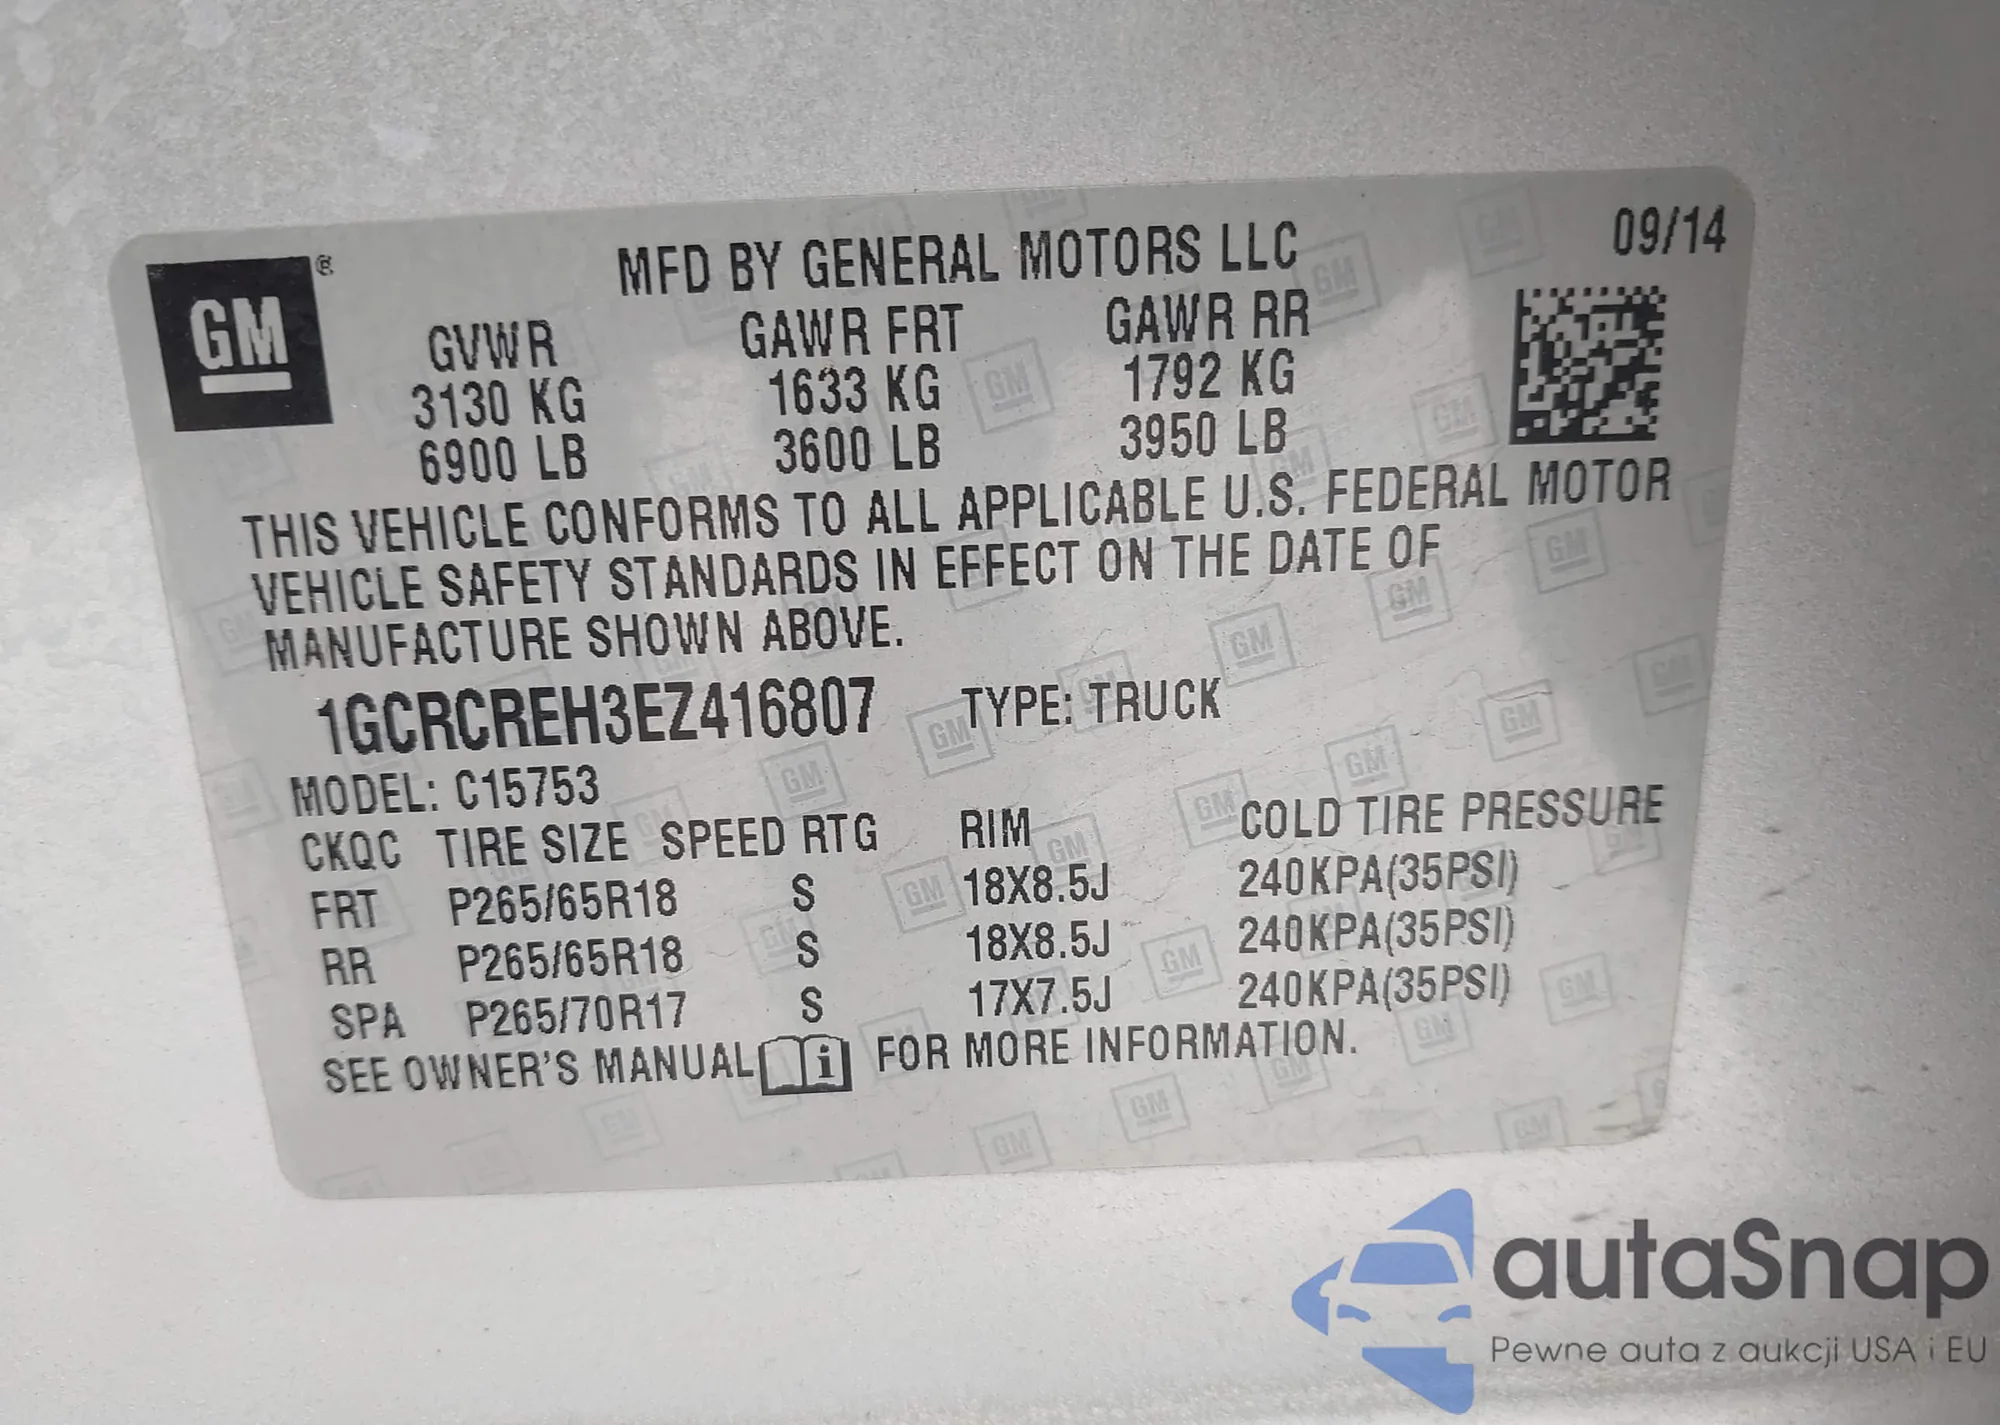 GM ®
MFD BY GENERAL MOTORS LLC 09/14
GVWR GAWR FRT GAWR RR
3130 KG 1633 KG 1792 KG
6900 LB 3600 LB 3950 LB
THIS VEHICLE CONFORMS TO ALL APPLICABLE U.S. FEDERAL MOTOR
VEHICLE SAFETY STANDARDS IN EFFECT ON THE DATE OF
MANUFACTURE SHOWN ABOVE.
1GCRCREH3EZ416807 TYPE: TRUCK
MODEL: C15753
CKQC TIRE SIZE SPEED RTG RIM COLD TIRE PRESSURE
FRT P265/65R18 S 18X8.5J 240KPA(35PSI)
RR P265/65R18 S 18X8.5J 240KPA(35PSI)
SPA P265/70R17 S 17X7.5J 240KPA(35PSI)
SEE OWNER'S MANUAL i FOR MORE INFORMATION.
autaSnap
Pewne auta z aukcji USA i EU